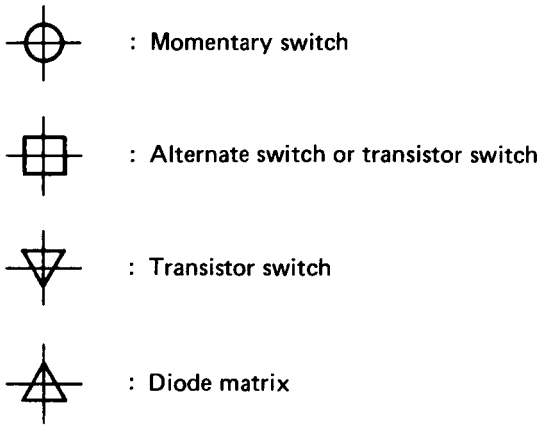 : Momentary switch
: Alternate switch or transistor switch
: Transistor switch
: Diode matrix